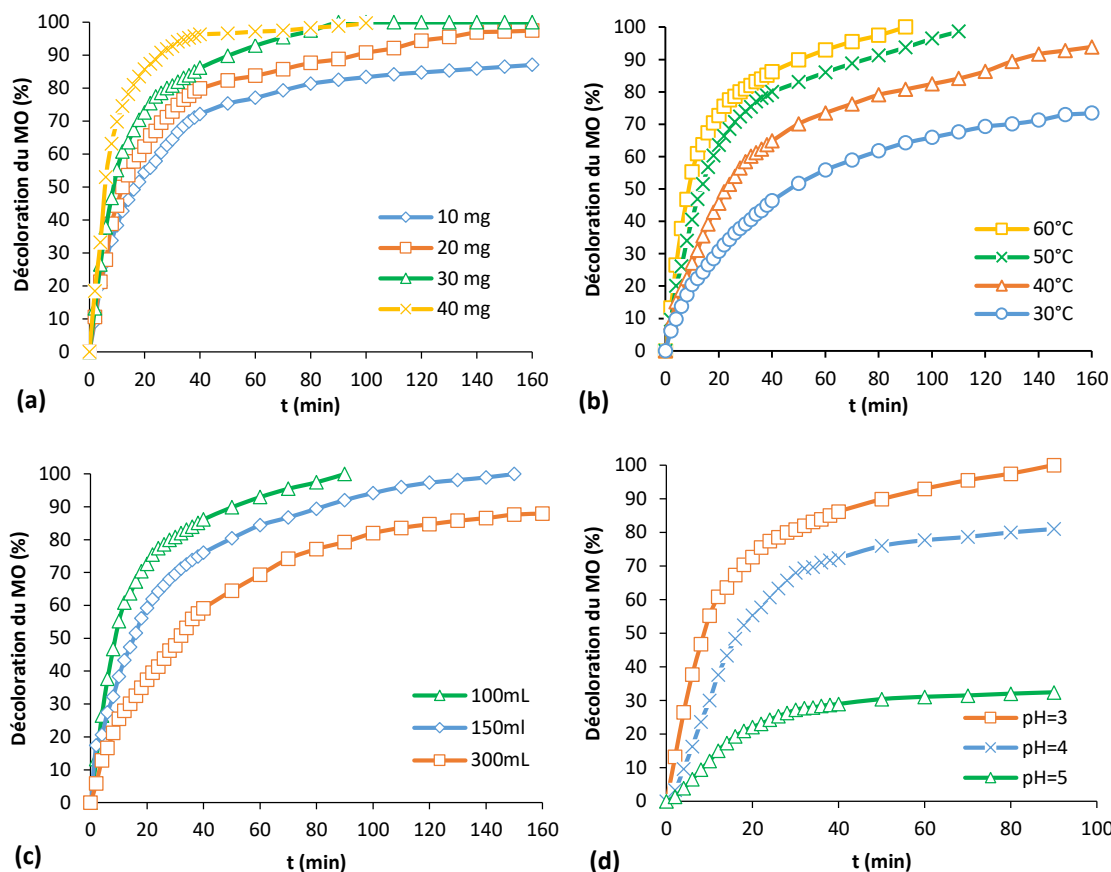 100
90
80
70
60
50
40
30
20
10
0
Décoloration du MO (%)
10 mg
20 mg
30 mg
40 mg
0 20 40 60 80 100 120 140 160
t (min)
(a)
100
90
80
70
60
50
40
30
20
10
0
Décoloration du MO (%)
60°C
50°C
40°C
30°C
0 20 40 60 80 100 120 140 160
t (min)
(b)
100
90
80
70
60
50
40
30
20
10
0
Décoloration du MO (%)
100mL
150ml
300mL
0 20 40 60 80 100 120 140 160
t (min)
(c)
100
90
80
70
60
50
40
30
20
10
0
Décoloration du MO (%)
pH=3
pH=4
pH=5
0 20 40 60 80 100
t (min)
(d)